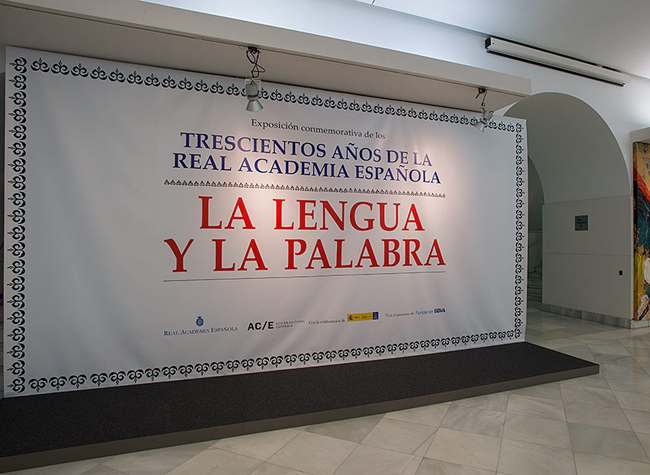 Exposición conmemorativa de los
TRESCIENTOS AÑOS DE LA
REAL ACADEMIA ESPAÑOLA
LA LENGUA
Y LA PALABRA
REAL ACADEMIA ESPAÑOLA
AC/E
Con la colaboración de
Fundación BBVA